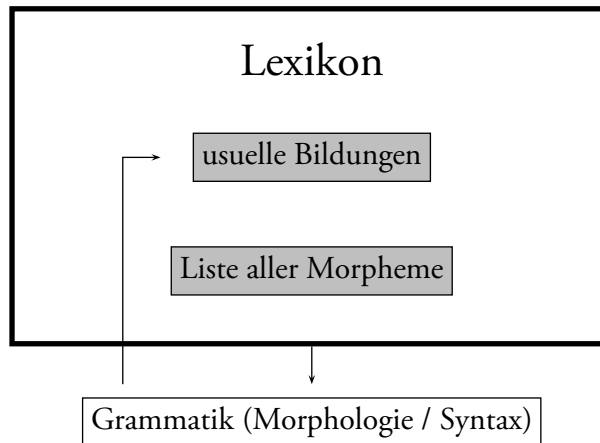 Lexikon
usuelle Bildungen
Liste aller Morpheme
Grammatik (Morphologie / Syntax)